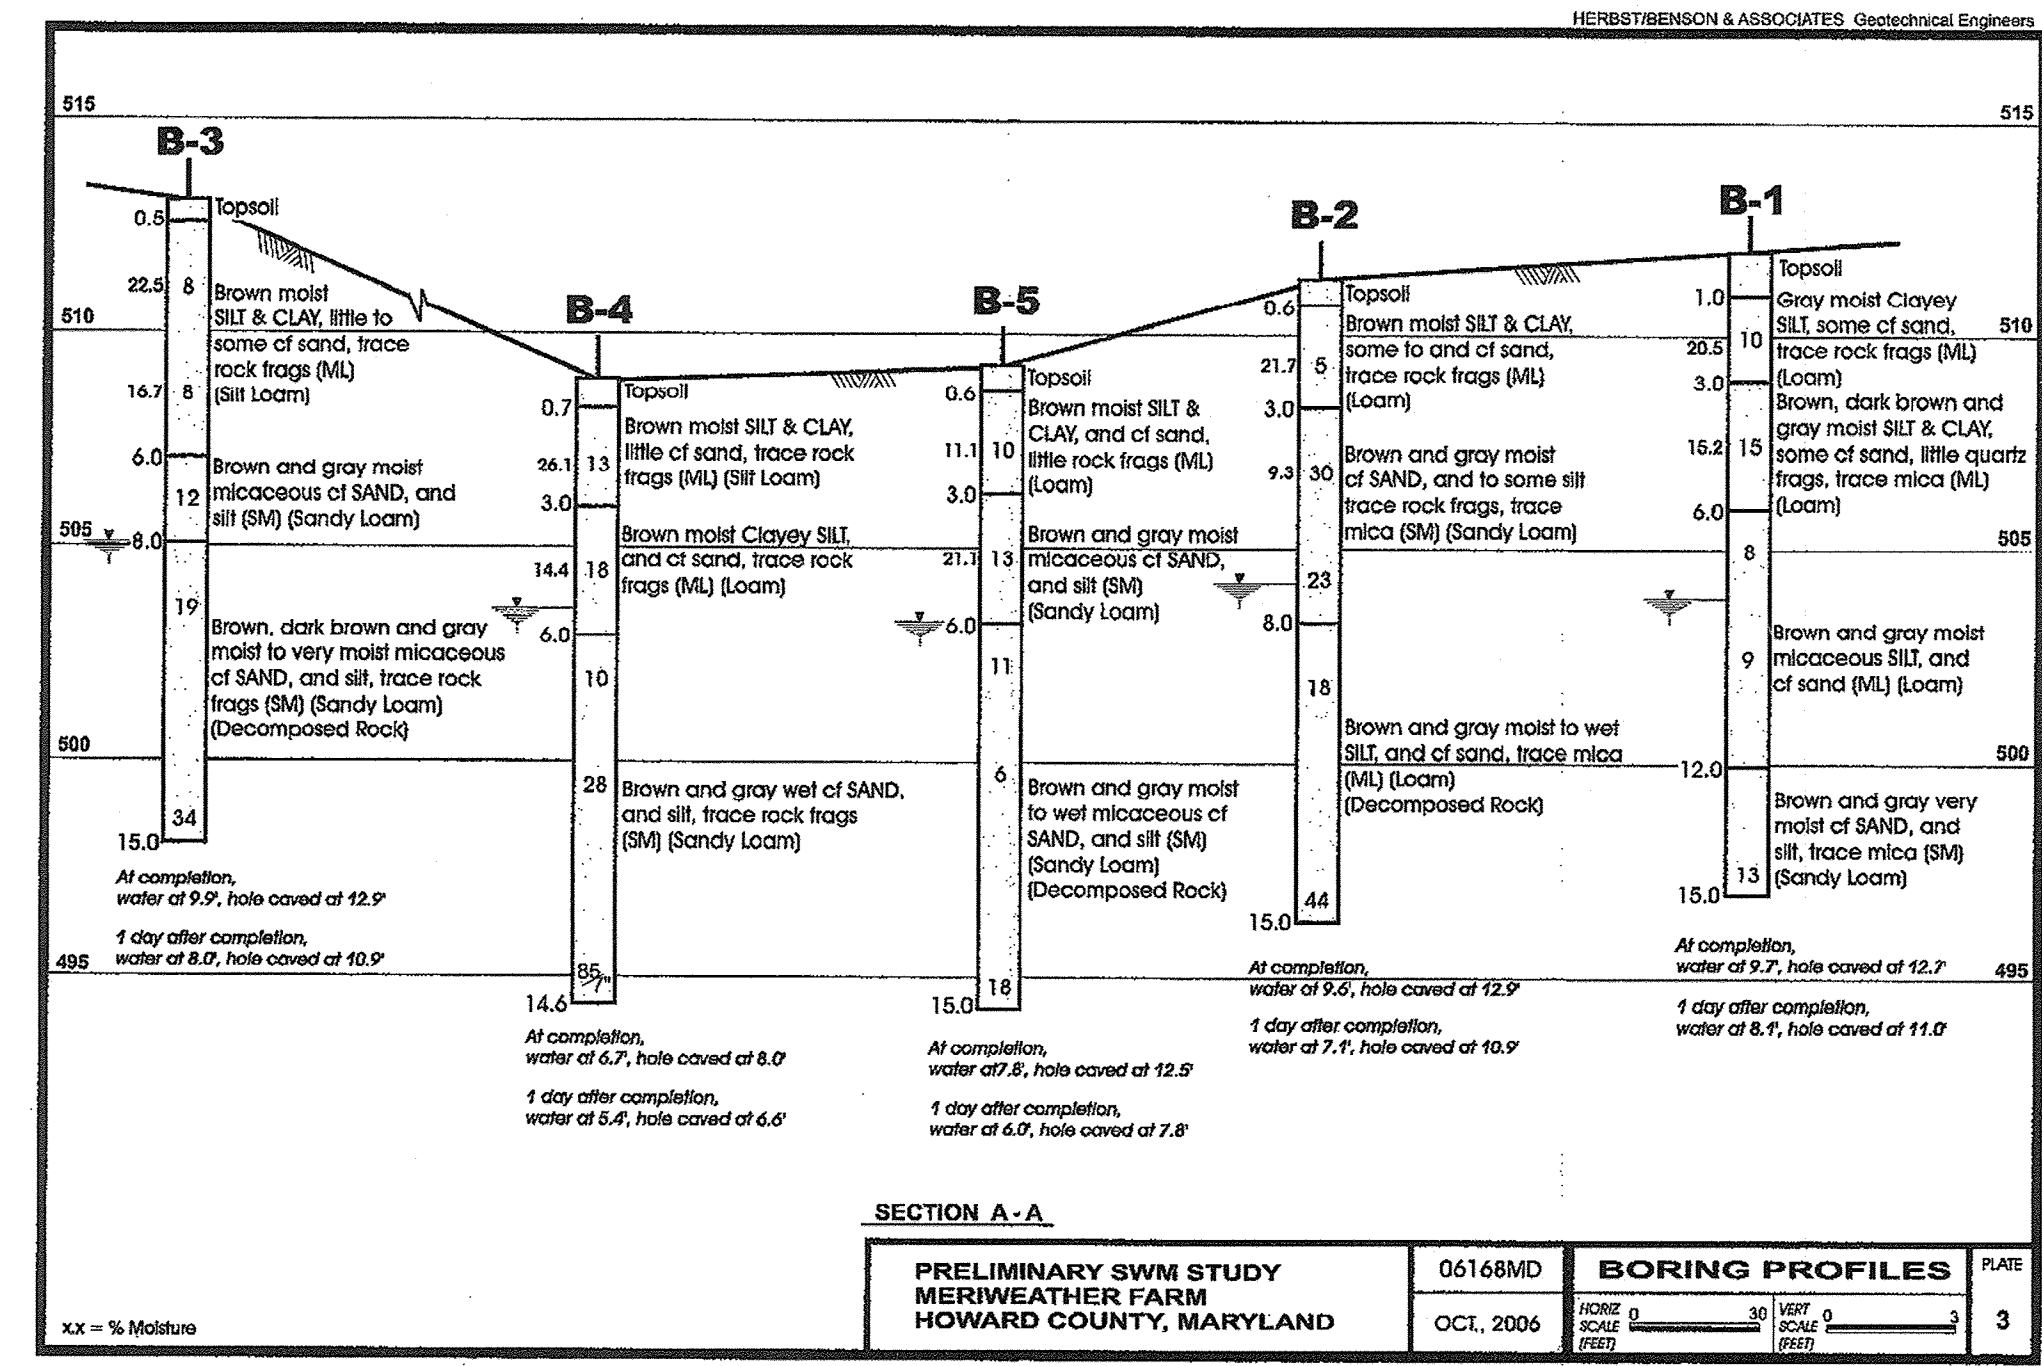 HERBST/BENSON & ASSOCIATES Geotechnical Engineers
515
515
B-3
Topsoil
0.5
22.5
8
Brown moist
SILT & CLAY, little to
some cf sand, trace
rock frags (ML)
(Silt Loam)
16.7
8
6.0
Brown and gray moist
micaceous cf SAND, and
silt (SM) (Sandy Loam)
12
8.0
19
Brown, dark brown and gray
moist to very moist micaceous
cf SAND, and silt, trace rock
frags (SM) (Sandy Loam)
(Decomposed Rock)
34
15.0
At completion,
water at 9.9', hole caved at 12.9'
1 day after completion,
water at 8.0', hole caved at 10.9'
510
505
500
495
B-4
Topsoil
0.7
Brown moist SILT & CLAY,
little cf sand, trace rock
frags (ML) (Silt Loam)
26.1
13
3.0
Brown moist Clayey SILT,
and cf sand, trace rock
frags (ML) (Loam)
14.4
18
6.0
10
28
Brown and gray wet cf SAND,
and silt, trace rock frags
(SM) (Sandy Loam)
85
7"
14.6
At completion,
water at 6.7', hole caved at 8.0'
1 day after completion,
water at 5.4', hole caved at 6.6'
B-5
Topsoil
0.6
Brown moist SILT &
CLAY, and cf sand,
little rock frags (ML)
(Loam)
11.1
10
3.0
Brown and gray moist
micaceous cf SAND,
and silt (SM)
(Sandy Loam)
21.1
13
6.0
11
6
Brown and gray moist
to wet micaceous cf
SAND, and silt (SM)
(Sandy Loam)
(Decomposed Rock)
18
15.0
At completion,
water at7.8', hole caved at 12.5'
1 day after completion,
water at 6.0', hole caved at 7.8'
B-2
Topsoil
0.6
Brown moist SILT & CLAY,
some to and cf sand,
trace rock frags (ML)
(Loam)
21.7
5
3.0
Brown and gray moist
cf SAND, and to some silt
trace rock frags, trace
mica (SM) (Sandy Loam)
9.3
30
23
8.0
18
Brown and gray moist to wet
SILT, and cf sand, trace mica
(ML) (Loam)
(Decomposed Rock)
44
15.0
At completion,
water at 9.6', hole caved at 12.9'
1 day after completion,
water at 7.1', hole caved at 10.9'
B-1
Topsoil
1.0
Gray moist Clayey
SILT, some cf sand,
trace rock frags (ML)
(Loam)
20.5
10
3.0
Brown, dark brown and
gray moist SILT & CLAY,
some cf sand, little quartz
frags, trace mica (ML)
(Loam)
15.2
15
6.0
8
9
Brown and gray moist
micaceous SILT, and
cf sand (ML) (Loam)
12.0
Brown and gray very
moist cf SAND, and
silt, trace mica (SM)
(Sandy Loam)
13
15.0
At completion,
water at 9.7', hole caved at 12.7'
1 day after completion,
water at 8.1', hole caved at 11.0'
510
505
500
495
SECTION A - A
PRELIMINARY SWM STUDY
MERIWEATHER FARM
HOWARD COUNTY, MARYLAND
06168MD
OCT., 2006
BORING PROFILES
HORIZ
SCALE
(FEET)
0 30
VERT
SCALE
(FEET)
0 3
PLATE
3
x.x = % Moisture